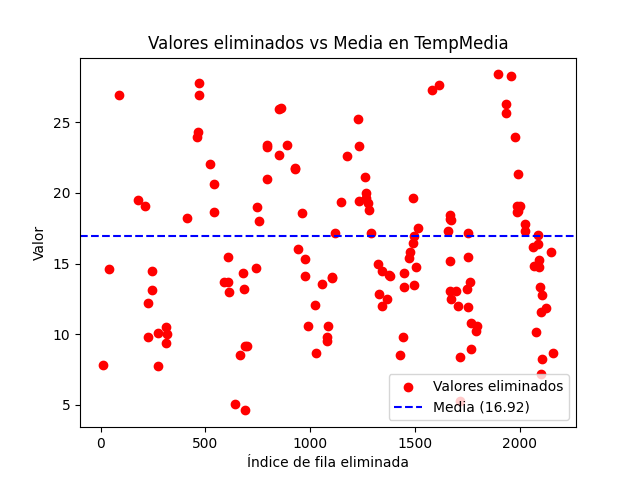 Valores eliminados vs Media en TempMedia
Valor
25
20
15
10
5
Valores eliminados
Media (16.92)
0 500 1000 1500 2000
Índice de fila eliminada